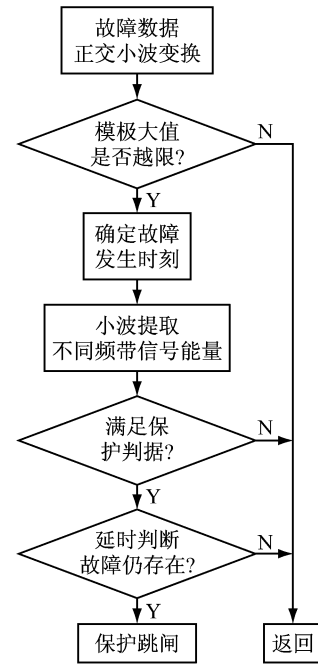 故障数据
正交小波变换
模极大值
是否越限?
N
Y
确定故障
发生时刻
小波提取
不同频带信号能量
满足保
护判据?
N
Y
延时判断
故障仍存在?
N
Y
保护跳闸
返回